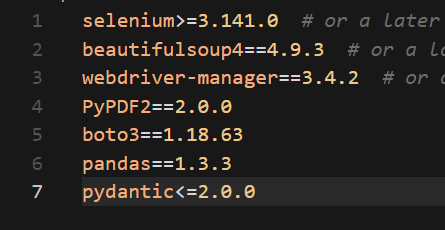 1 selenium>=3.141.0 # or a later
2 beautifulsoup4==4.9.3 # or a
3 webdriver-manager==3.4.2 # or
4 PyPDF2==2.0.0
5 boto3==1.18.63
6 pandas==1.3.3
7 pydantic<=2.0.0